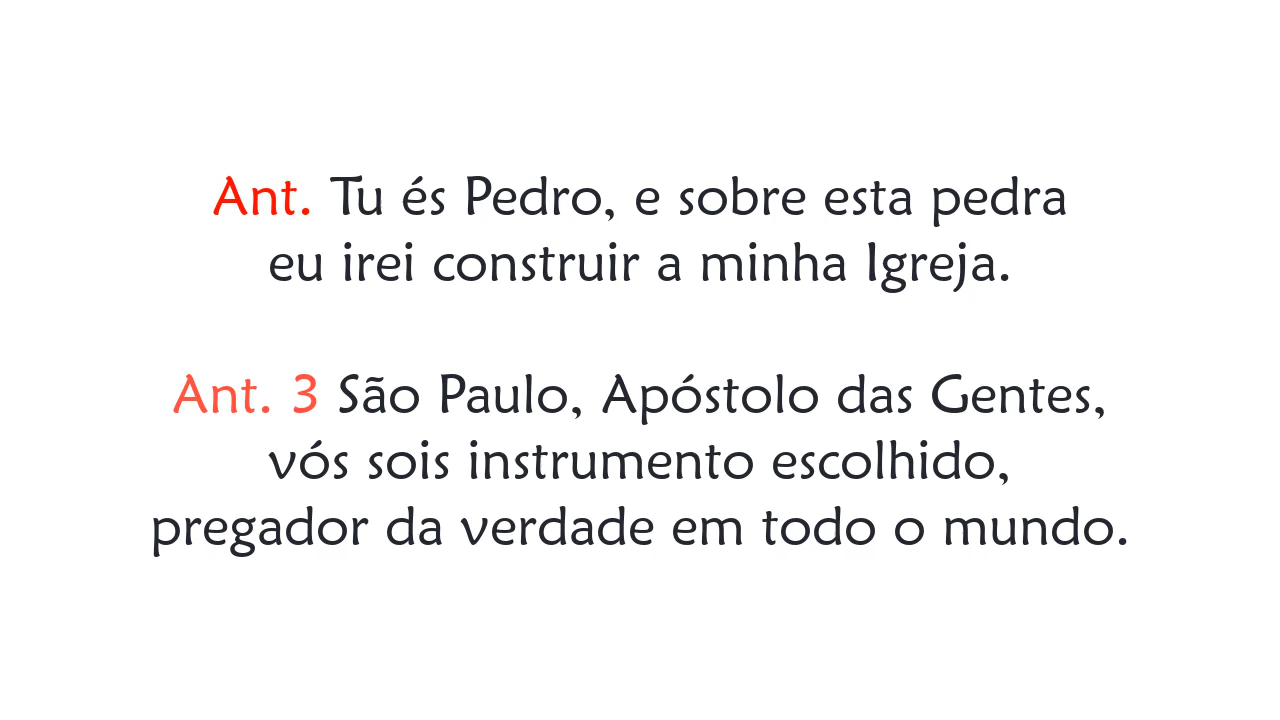 Ant. Tu és Pedro, e sobre esta pedra
eu irei construir a minha Igreja.
Ant. 3 São Paulo, Apóstolo das Gentes,
vós sois instrumento escolhido,
pregador da verdade em todo o mundo.